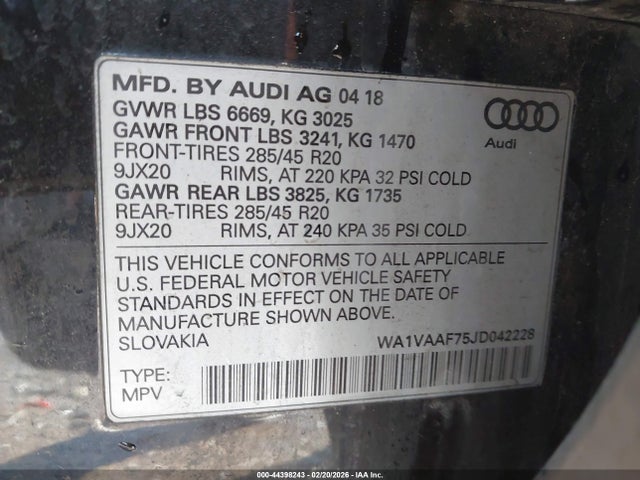 MFD. BY AUDI AG 04 18
GVWR LBS 6669, KG 3025
GAWR FRONT LBS 3241, KG 1470
FRONT-TIRES 285/45 R20
9JX20 RIMS, AT 220 KPA 32 PSI COLD
GAWR REAR LBS 3825, KG 1735
REAR-TIRES 285/45 R20
9JX20 RIMS, AT 240 KPA 35 PSI COLD
Audi
THIS VEHICLE CONFORMS TO ALL APPLICABLE
U.S. FEDERAL MOTOR VEHICLE SAFETY
STANDARDS IN EFFECT ON THE DATE OF
MANUFACTURE SHOWN ABOVE.
SLOVAKIA WA1VAAF75JD042228
TYPE:
MPV
000-44398243 - 02/20/2026 - IAA Inc.